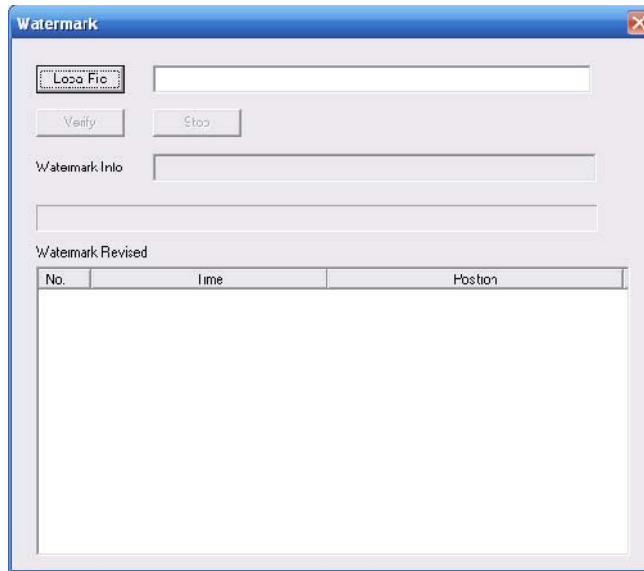 Watermark
Load File
Verify Stop
Watermark Info
Watermark Revised
No. Time Position